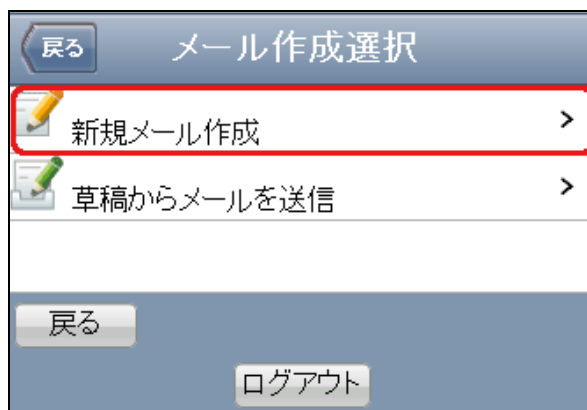 戻る メール作成選択
新規メール作成
草稿からメールを送信
戻る
ログアウト